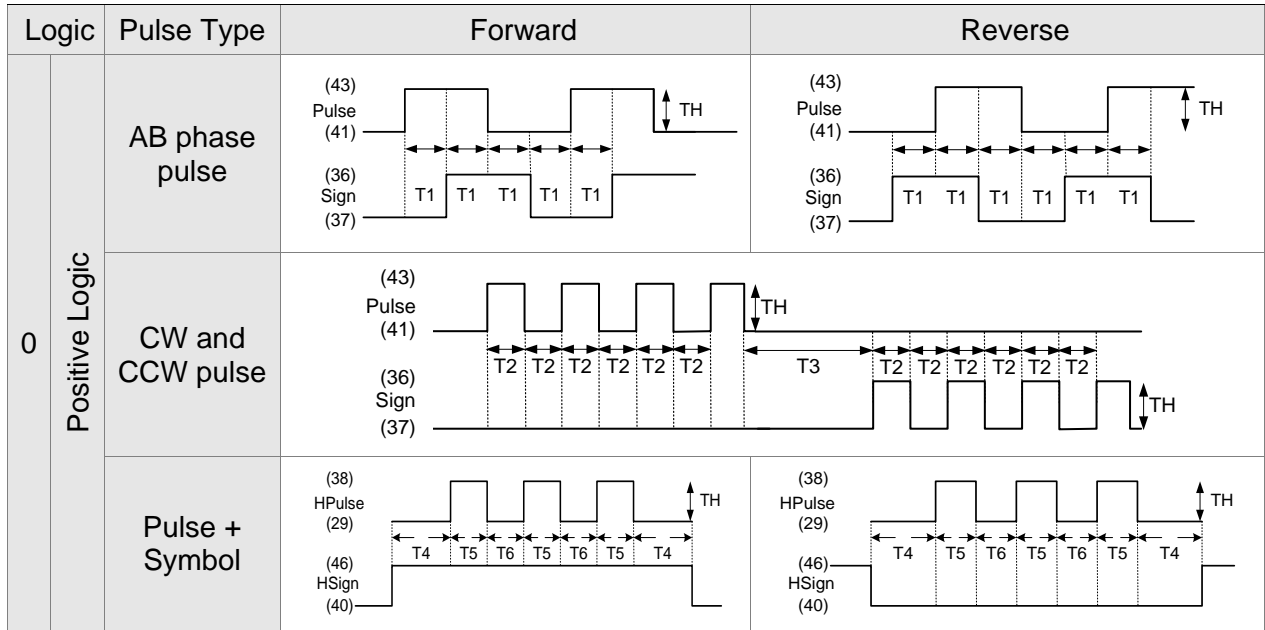 Logic Pulse Type Forward Reverse
0
Positive Logic
AB phase
pulse
(43)
Pulse
(41)
TH
(36)
Sign
(37)
T1 T1 T1 T1 T1
(43)
Pulse
(41)
TH
(36)
Sign
(37)
T1 T1 T1 T1 T1 T1
CW and
CCW pulse
(43)
Pulse
(41)
TH
T2 T2 T2 T2 T2 T2 T3 T2 T2 T2 T2 T2 T2
(36)
Sign
(37)
TH
Pulse +
Symbol
(38)
HPulse
(29)
TH
T4 T5 T6 T5 T6 T5 T4
(46)
HSign
(40)
(38)
HPulse
(29)
TH
T4 T5 T6 T5 T6 T5 T4
(46)
HSign
(40)